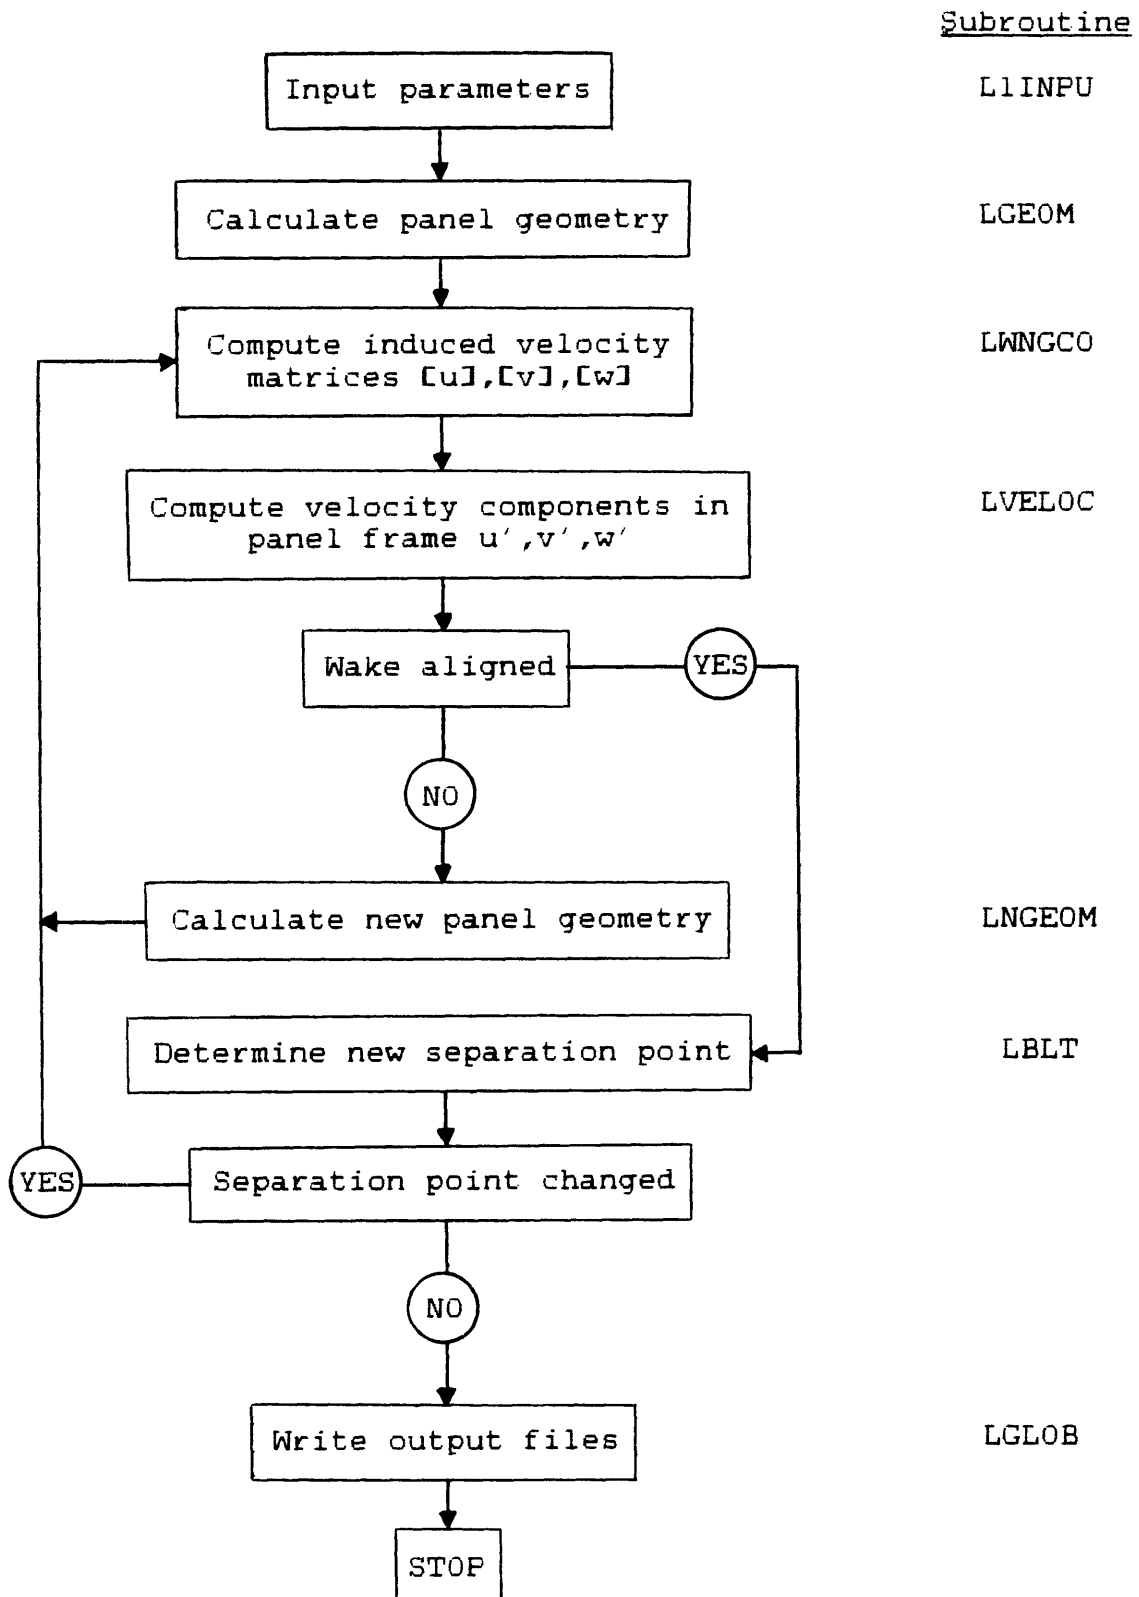 Subroutine
Input parameters
L1INPU
Calculate panel geometry
LGEOM
Compute induced velocity
matrices [u],[v],[w]
LWNGCO
Compute velocity components in
panel frame u′,v′,w′
LVELOC
Wake aligned
YES
NO
Calculate new panel geometry
LNGEOM
Determine new separation point
LBLT
YES
Separation point changed
NO
Write output files
LGLOB
STOP